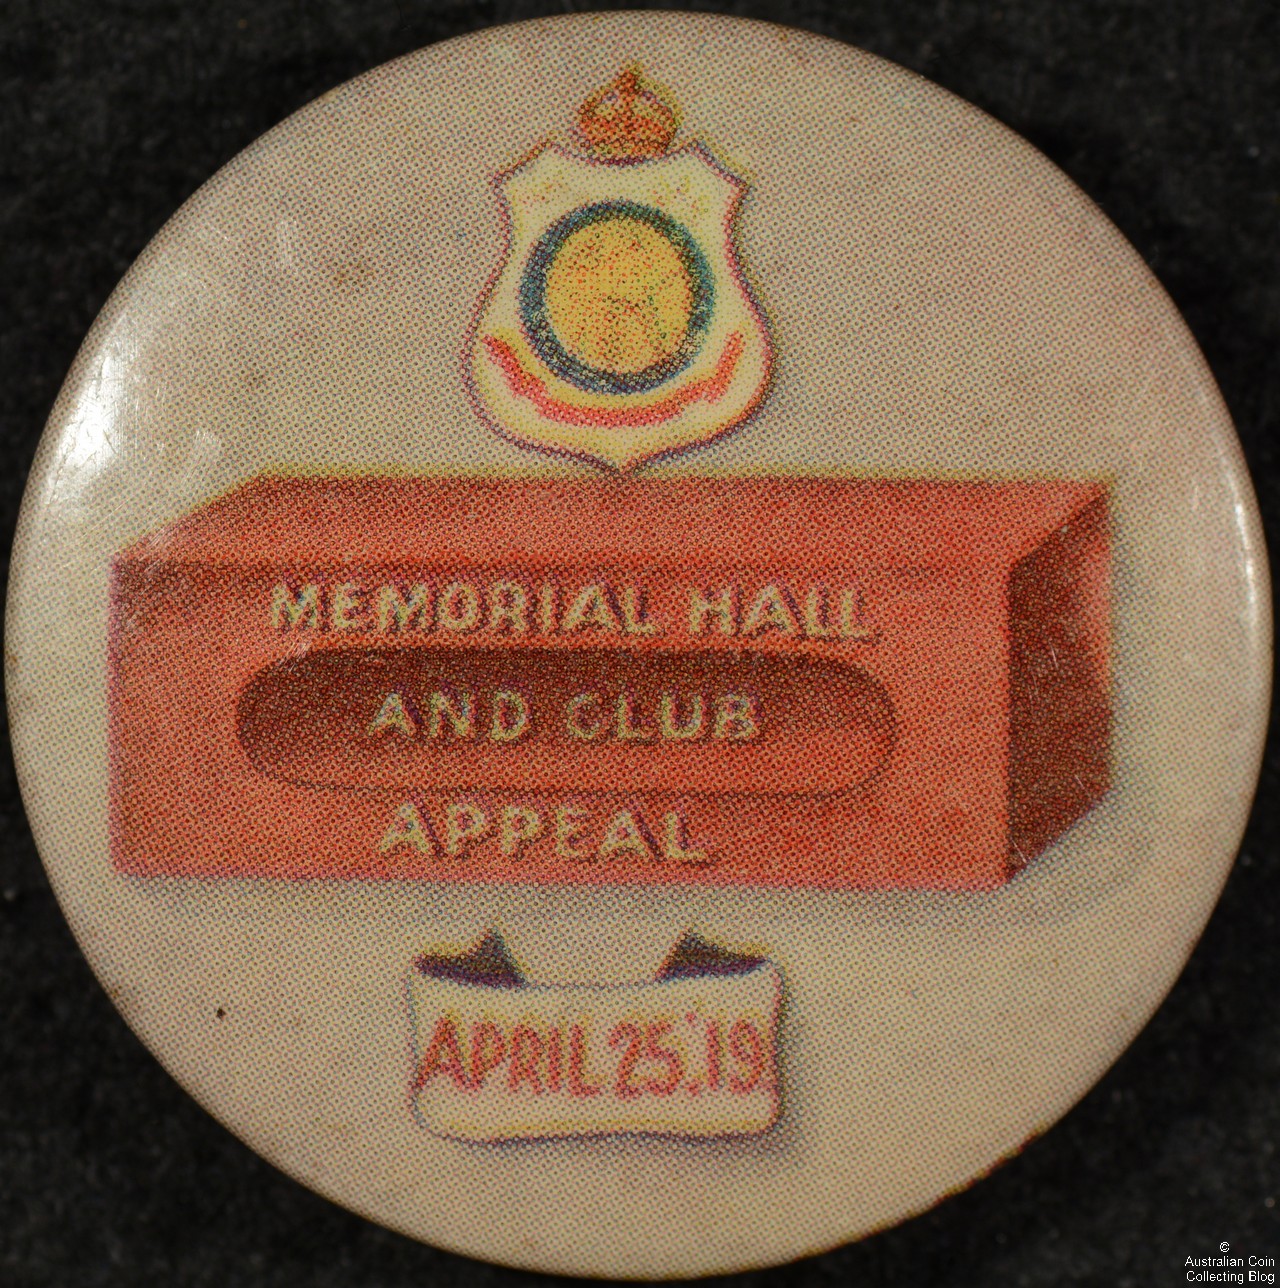 MEMORIAL HALL
AND CLUB
APPEAL
APRIL 25.'19
©
Australian Coin
Collecting Blog